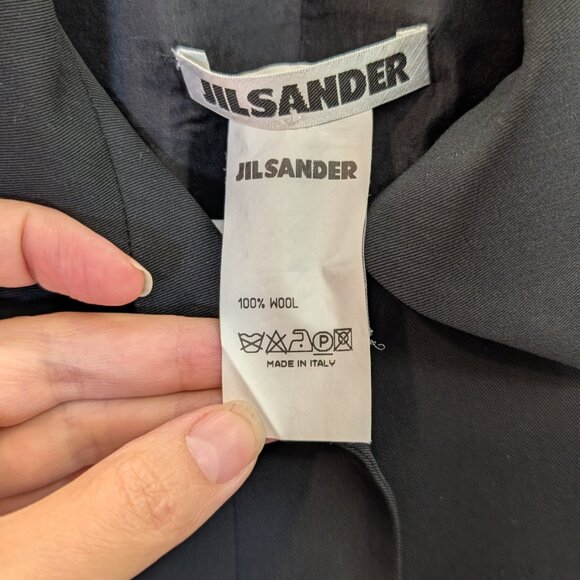 JILSANDER
JILSANDER
100% WOOL
P
MADE IN ITALY